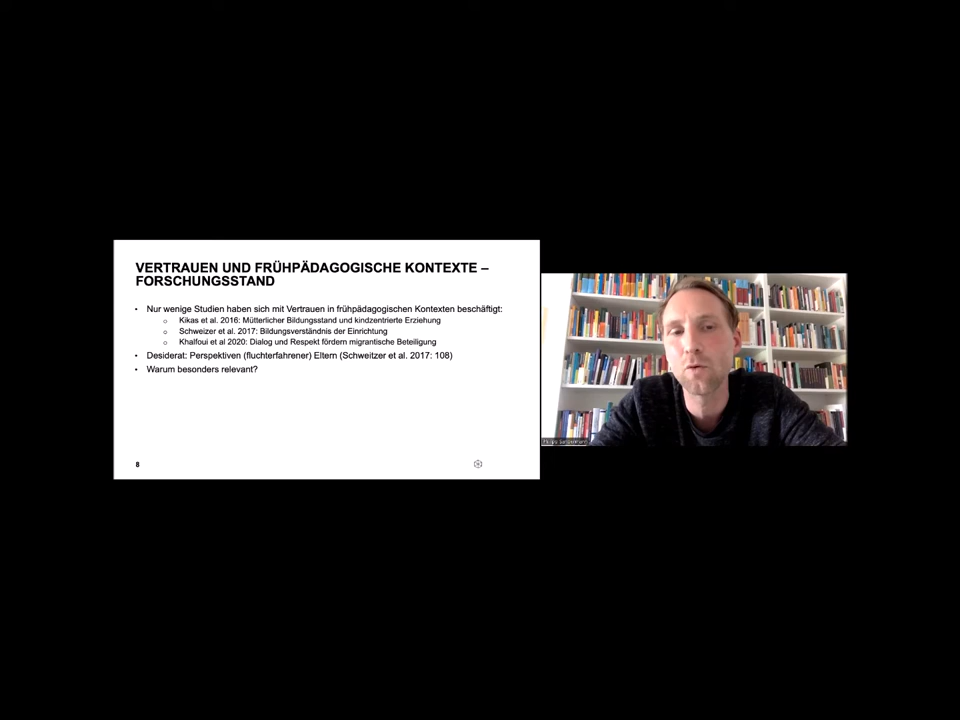 VERTRAUEN UND FRÜHPÄDAGOGISCHE KONTEXTE –
FORSCHUNGSSTAND
• Nur wenige Studien haben sich mit Vertrauen in frühpädagogischen Kontexten beschäftigt:
o Kikas et al. 2016: Mütterlicher Bildungsstand und kindzentrierte Erziehung
o Schweizer et al. 2017: Bildungsverständnis der Einrichtung
o Khalfoui et al 2020: Dialog und Respekt fördern migrantische Beteiligung
• Desiderat: Perspektiven (fluchterfahrener) Eltern (Schweitzer et al. 2017: 108)
• Warum besonders relevant?
8